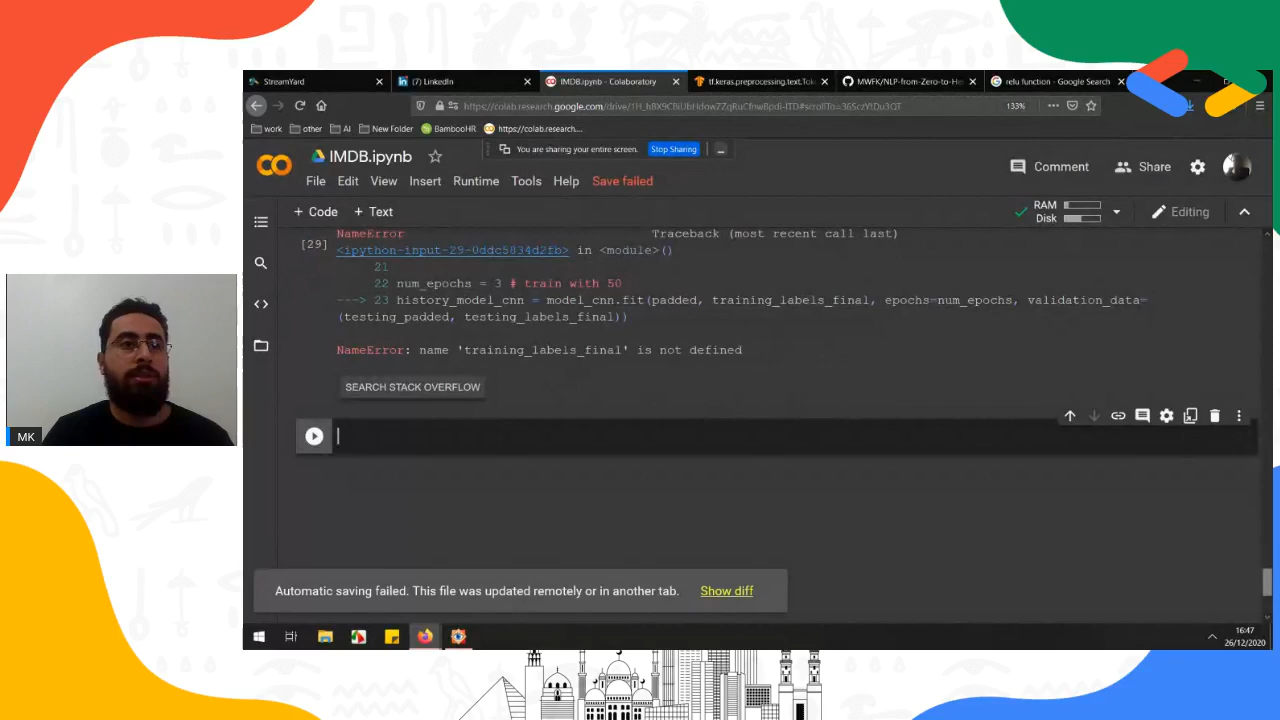 StreamYard
(7) LinkedIn
IMDB.ipynb - Colaboratory
tf.keras.preprocessing.text.Tok
MWFK/NLP-from-Zero-to-He
relu function - Google Search
133%
work
other
AI
New Folder
BambooHR
https://colab.research....
IMDB.ipynb
You are sharing your entire screen.
Stop Sharing
Comment
Share
File Edit View Insert Runtime Tools Help Save failed
+ Code + Text
RAM
Disk
Editing
NameError Traceback (most recent call last)
[29]
<ipython-input-29-0ddc5834d2fb> in <module>()
21
22 num_epochs = 3 # train with 50
---> 23 history_model_cnn = model_cnn.fit(padded, training_labels_final, epochs=num_epochs, validation_data=
(testing_padded, testing_labels_final))
NameError: name 'training_labels_final' is not defined
SEARCH STACK OVERFLOW
MK
Automatic saving failed. This file was updated remotely or in another tab. Show diff
16:47
26/12/2020